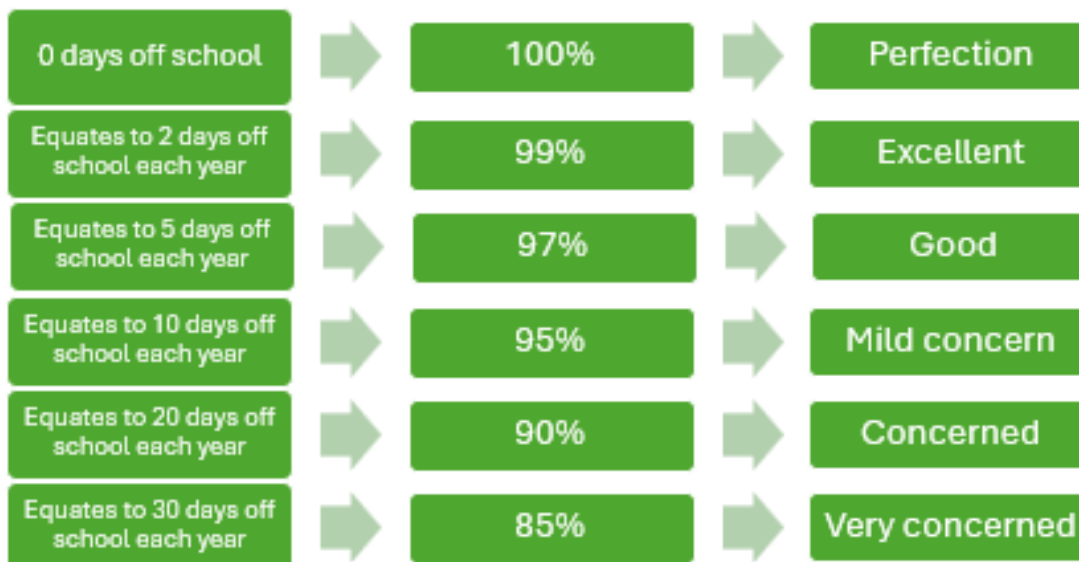 0 days off school
100%
Perfection
Equates to 2 days off
school each year
99%
Excellent
Equates to 5 days off
school each year
97%
Good
Equates to 10 days off
school each year
95%
Mild concern
Equates to 20 days off
school each year
90%
Concerned
Equates to 30 days off
school each year
85%
Very concerned